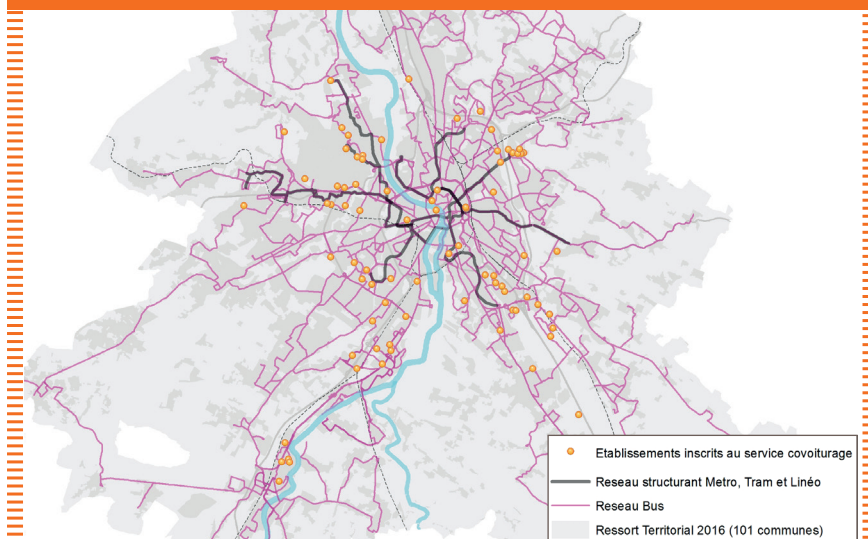 Etablissements inscrits au service covoiturage
Reseau structurant Metro, Tram et Linéo
Reseau Bus
Ressort Territorial 2016 (101 communes)